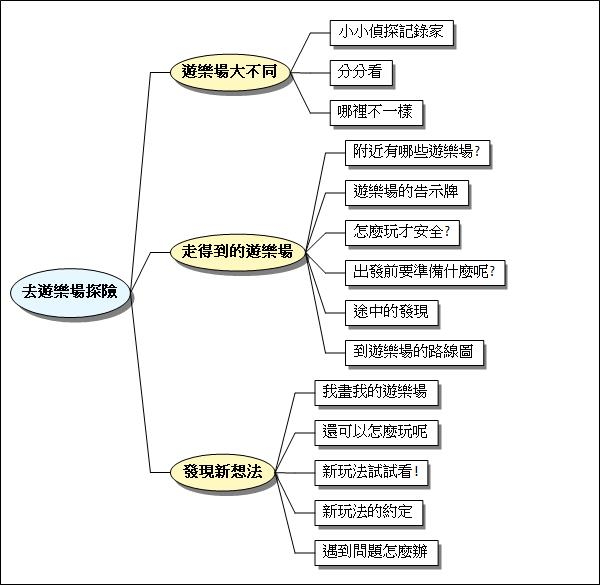 去遊樂場探險
遊樂場大不同
小小偵探記錄家
分分看
哪裡不一樣
走得到的遊樂場
附近有哪些遊樂場?
遊樂場的告示牌
怎麼玩才安全?
出發前要準備什麼呢?
途中的發現
到遊樂場的路線圖
發現新想法
我畫我的遊樂場
還可以怎麼玩呢
新玩法試試看!
新玩法的約定
遇到問題怎麼辦